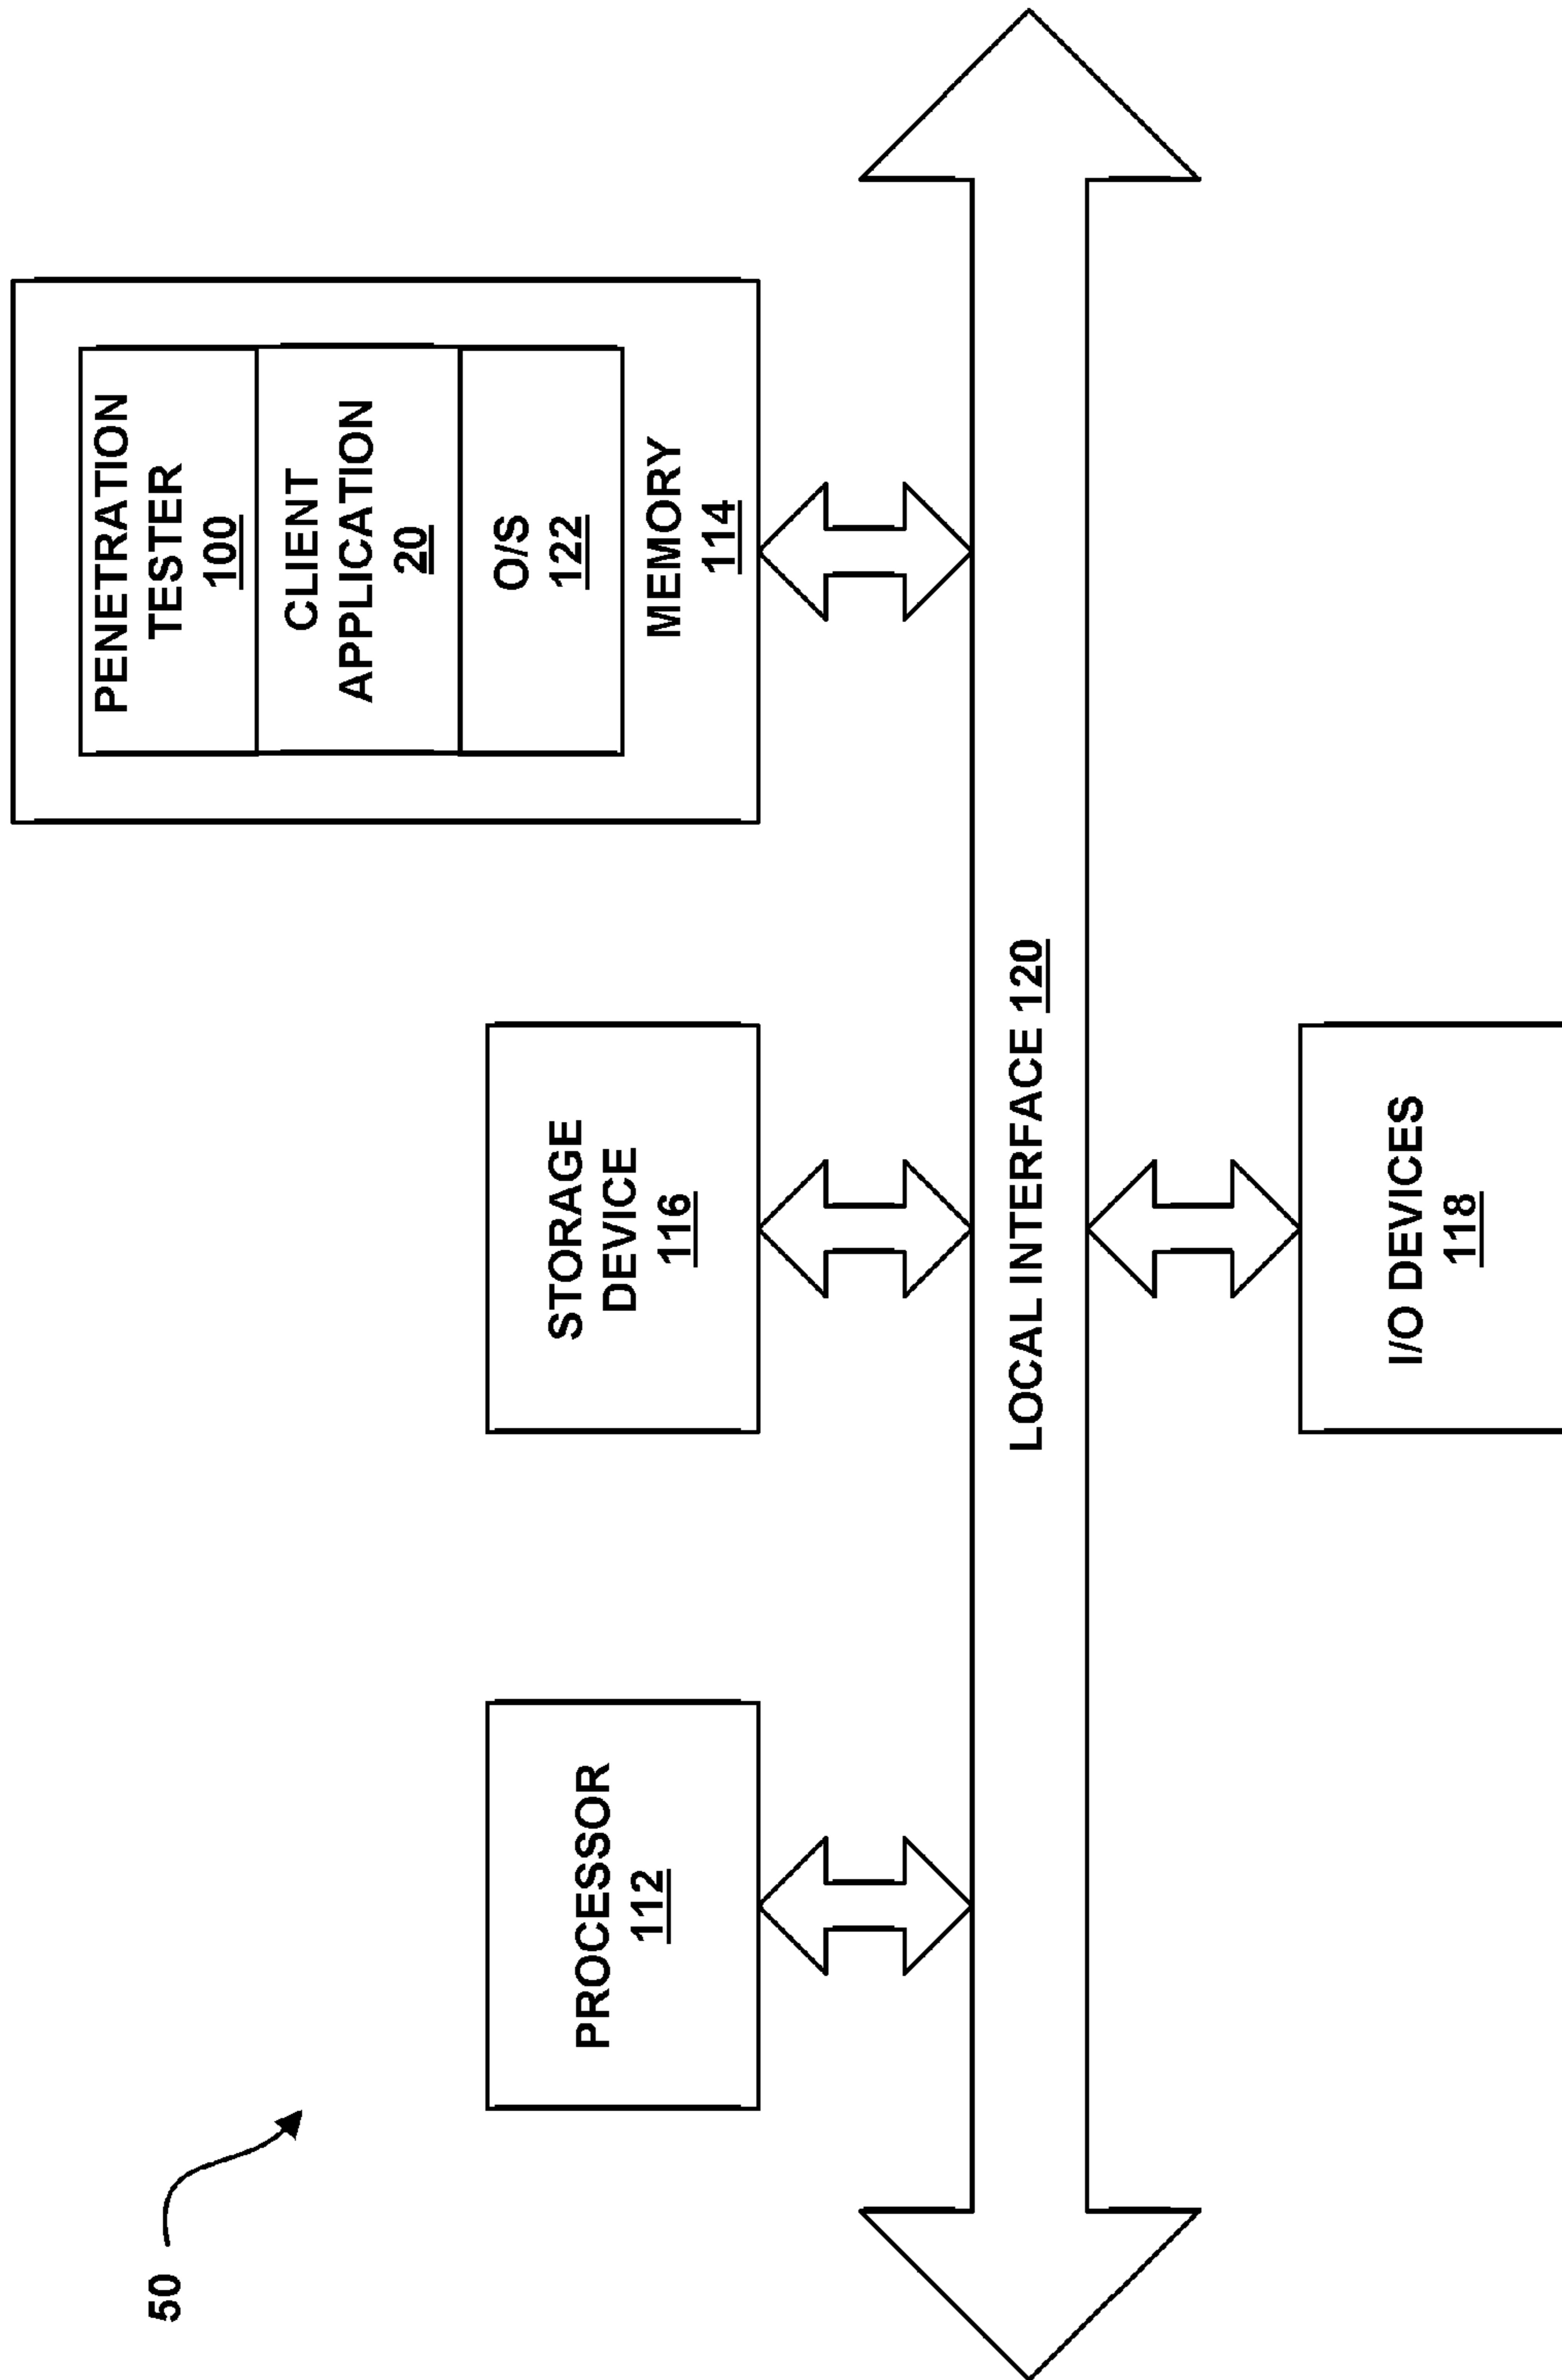 50
PROCESSOR
112
STORAGE
DEVICE
116
PENETRATION
TESTER
100
CLIENT
APPLICATION
20
O/S
122
MEMORY
114
LOCAL INTERFACE 120
I/O DEVICES
118